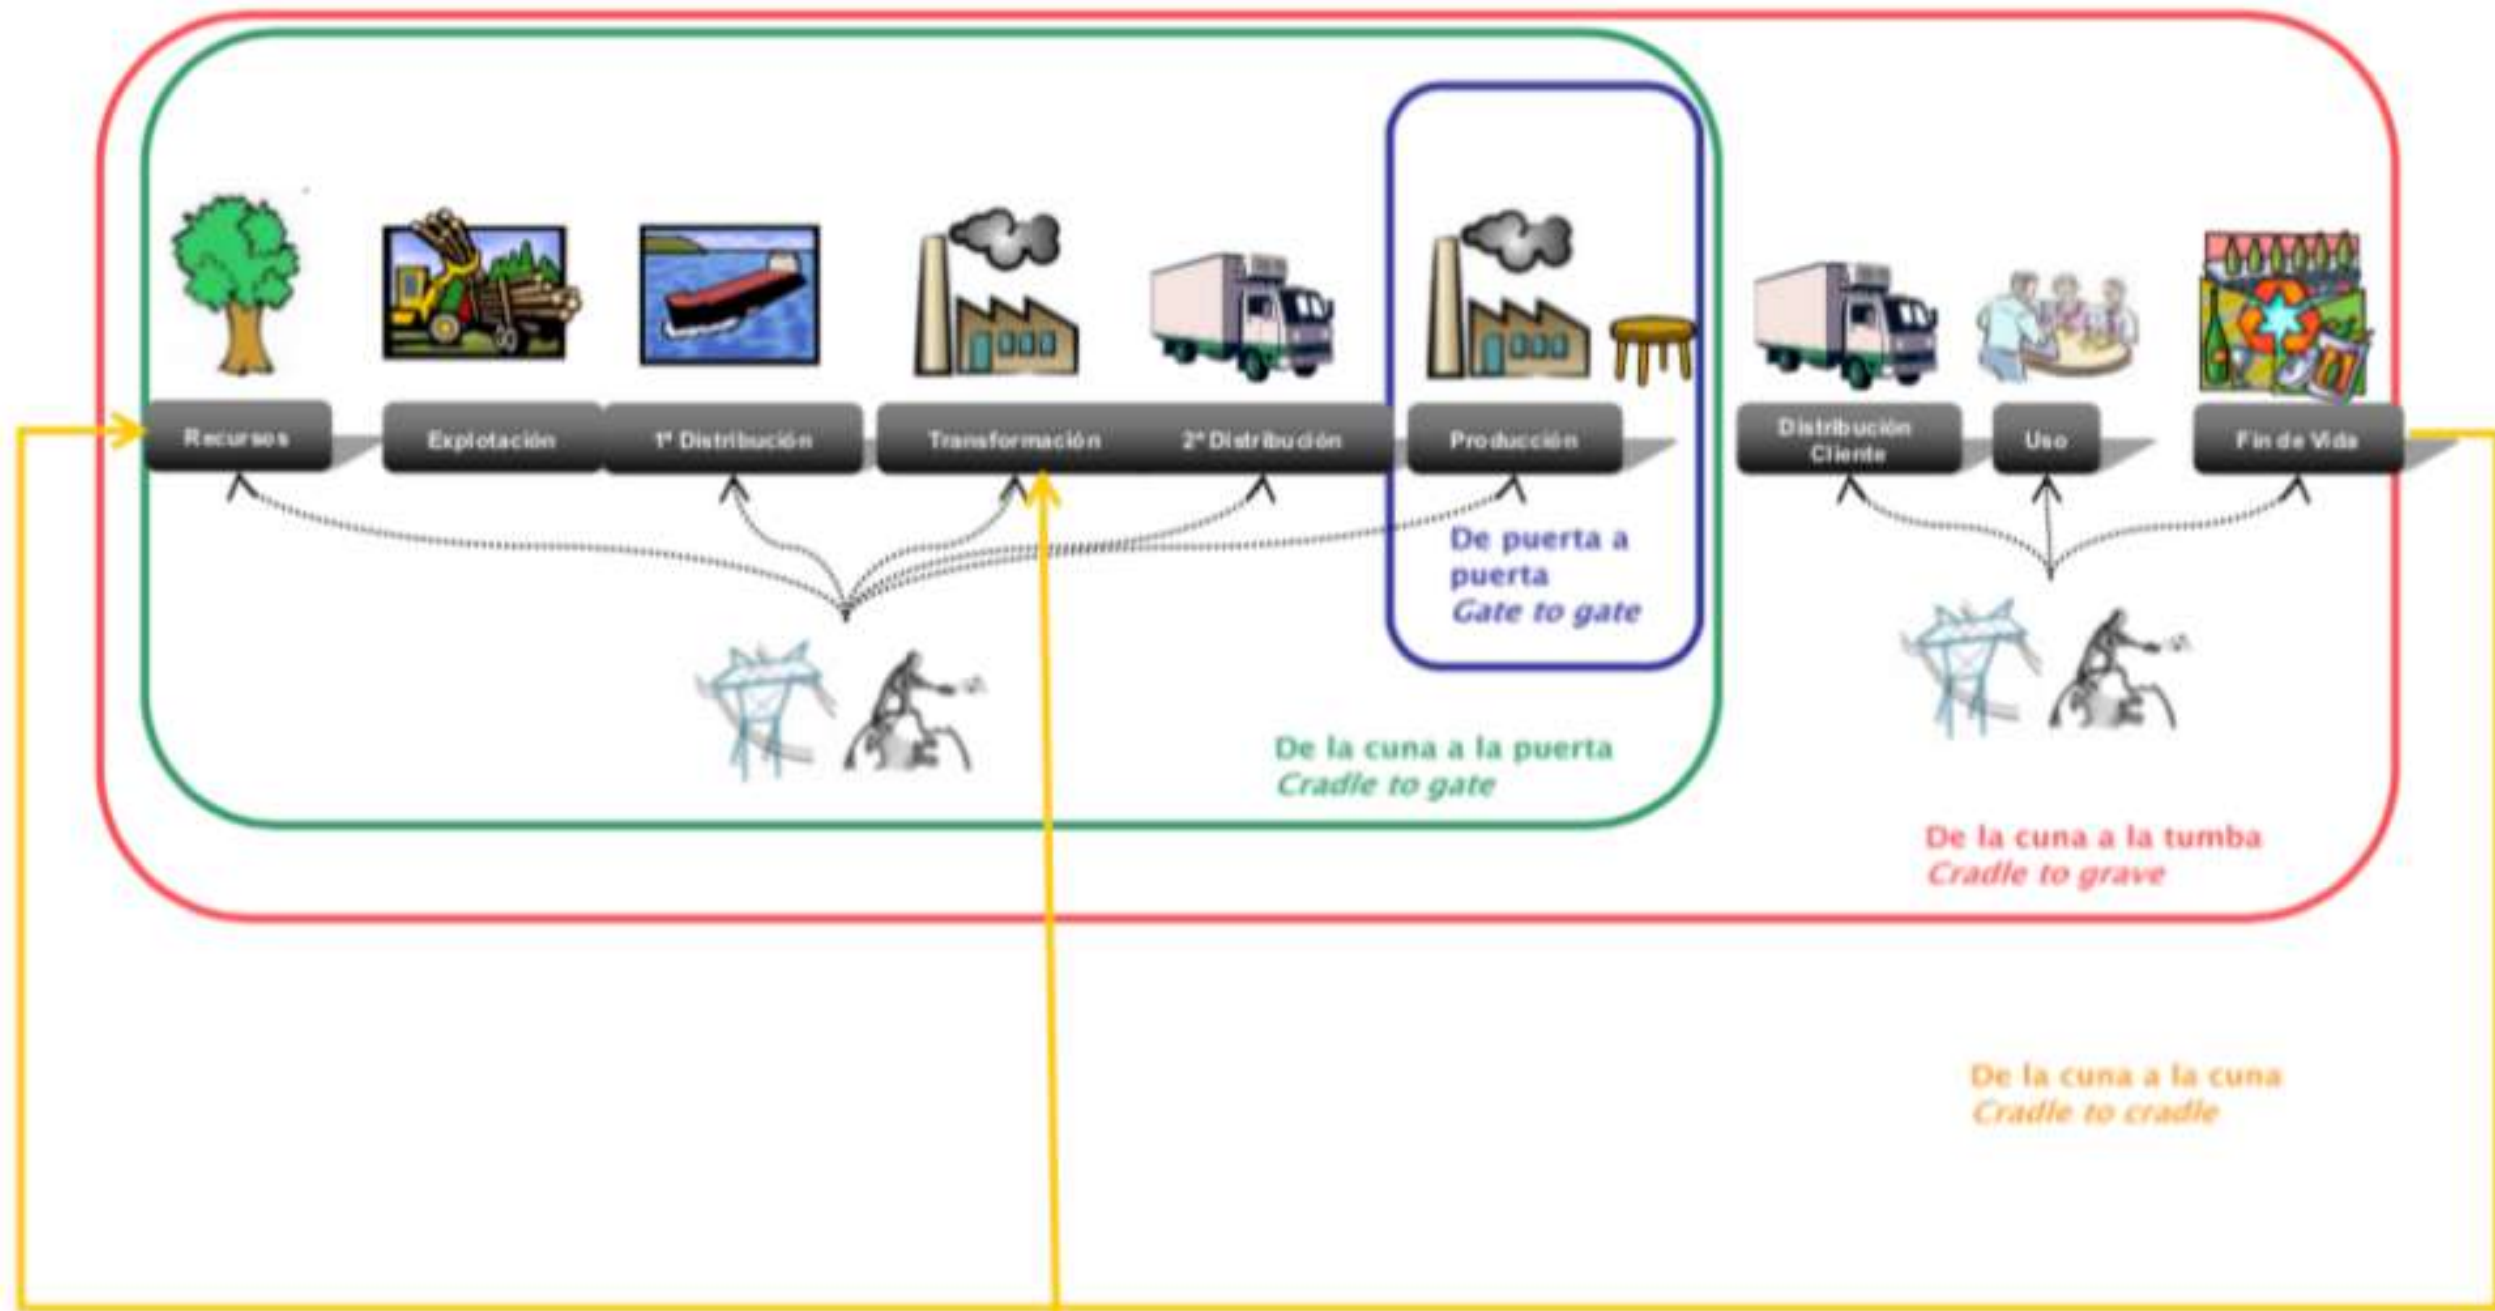 Recursos
Explotación
1ª Distribución
Transformación
2ª Distribución
Producción
Distribución
Cliente
Uso
Fin de Vida
De puerta a
puerta
Gate to gate
De la cuna a la puerta
Cradle to gate
De la cuna a la tumba
Cradle to grave
De la cuna a la cuna
Cradle to cradle